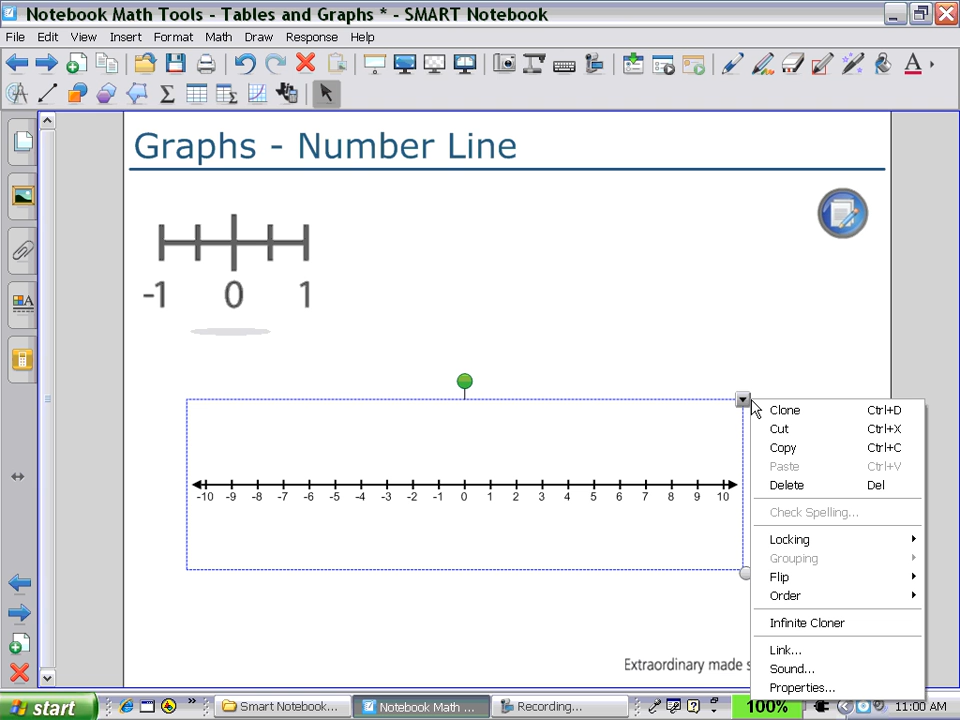 Notebook Math Tools - Tables and Graphs * - SMART Notebook
File Edit View Insert Format Math Draw Response Help
Graphs - Number Line
-1 0 1
-10 -9 -8 -7 -6 -5 -4 -3 -2 -1 0 1 2 3 4 5 6 7 8 9 10
Clone Ctrl+D
Cut Ctrl+X
Copy Ctrl+C
Paste Ctrl+V
Delete Del
Check Spelling...
Locking
Grouping
Flip
Order
Infinite Cloner
Link...
Sound...
Properties...
Extraordinary made s
start Smart Notebook... Notebook Math ... Recording... 100% 11:00 AM